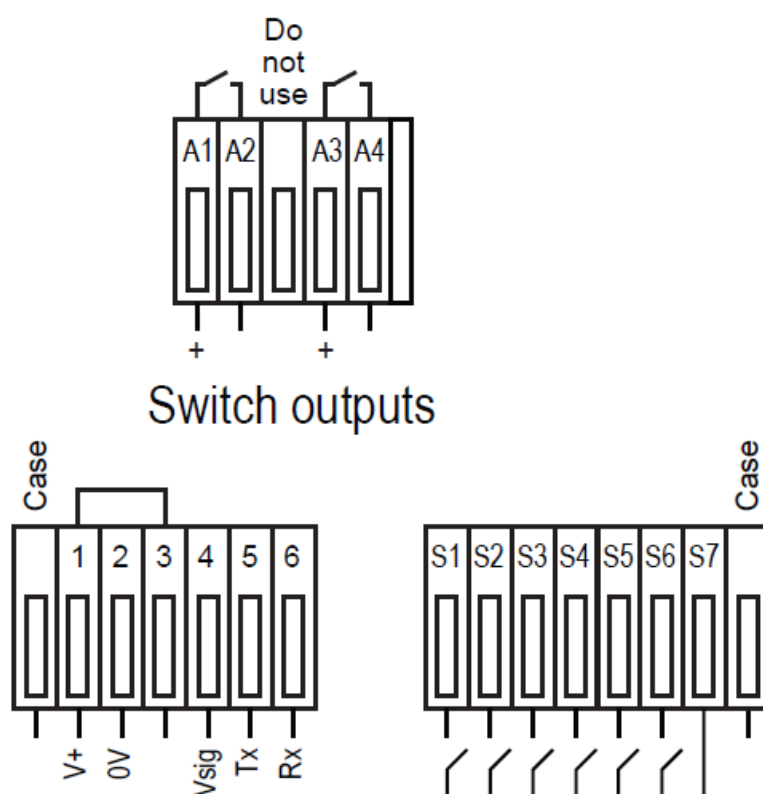 Do
not
use
A1 A2 A3 A4
+ +
Switch outputs
Case
1 2 3 4 5 6
V+ 0V Vsig Tx Rx
Case
S1 S2 S3 S4 S5 S6 S7